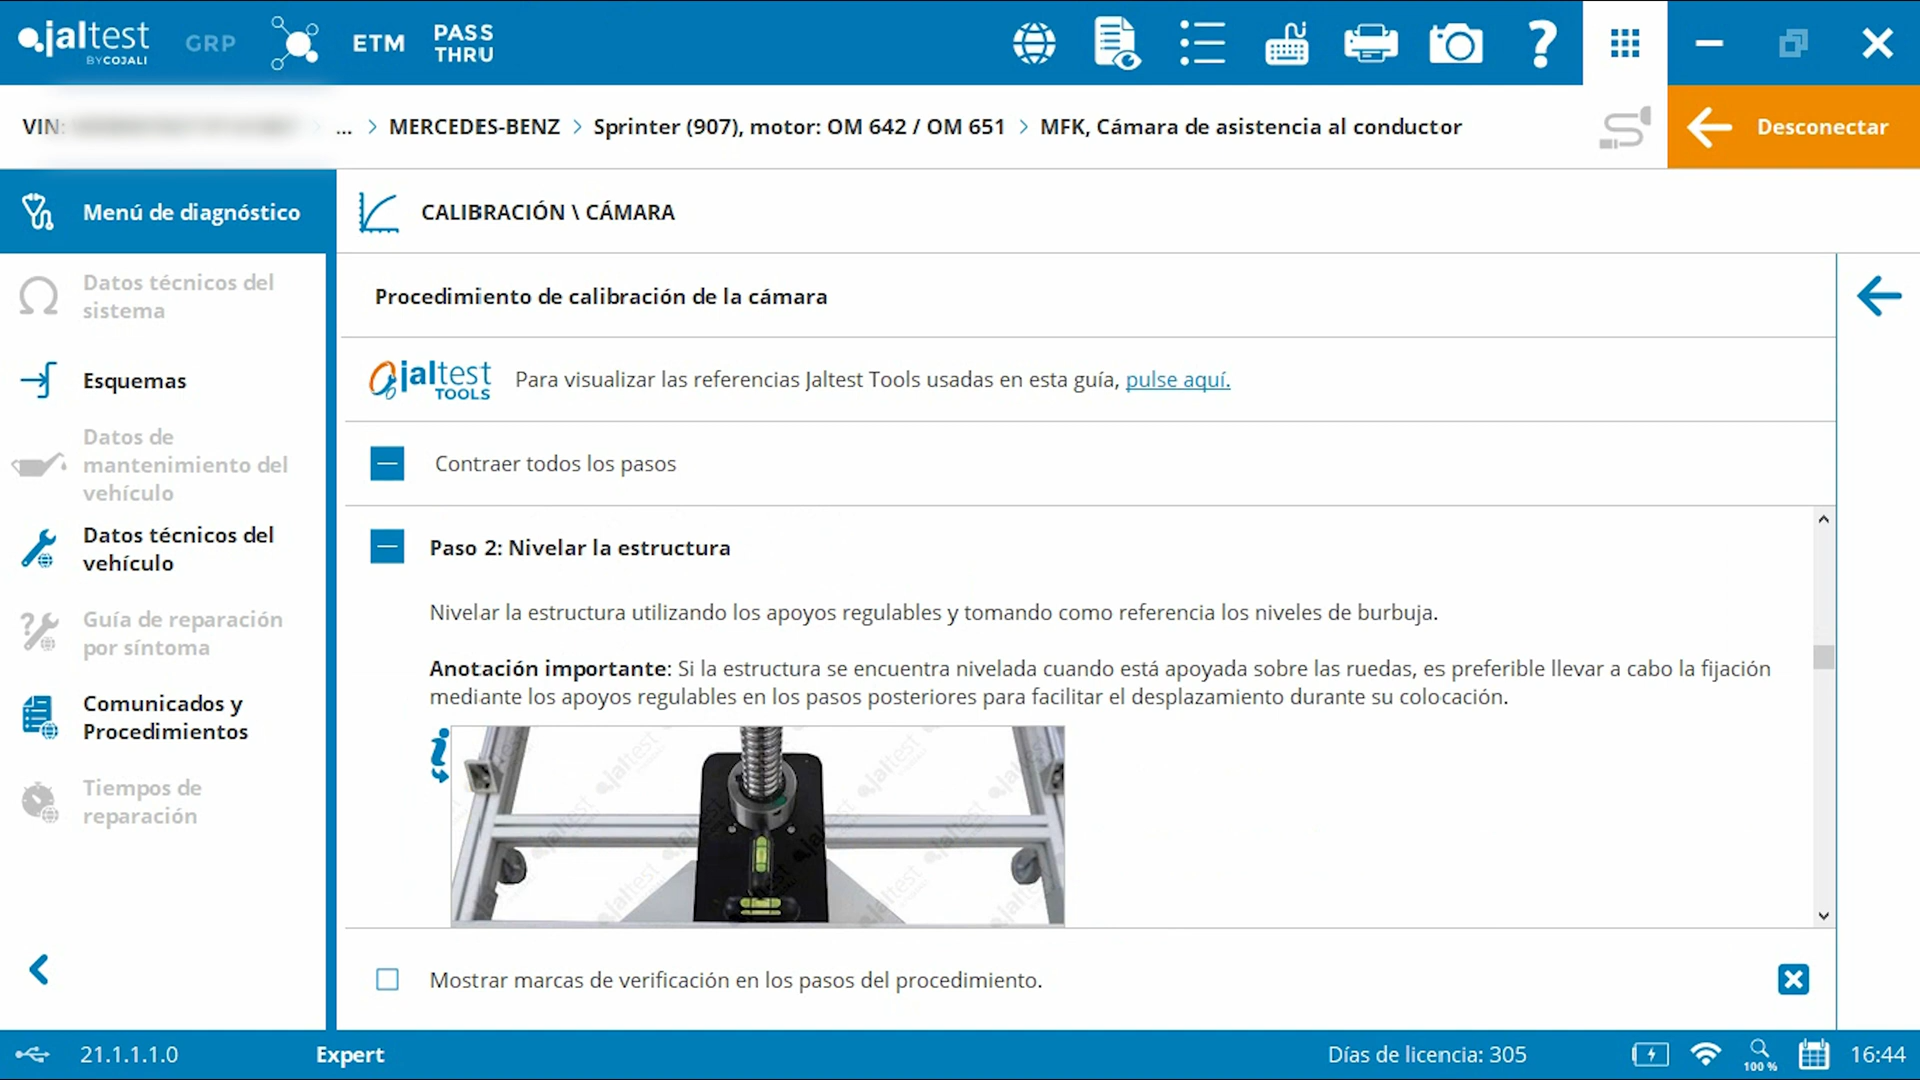 jaltest
BY COJALI
GRP
ETM
PASS
THRU
VIN:
... > MERCEDES-BENZ > Sprinter (907), motor: OM 642 / OM 651 > MFK, Cámara de asistencia al conductor
Desconectar
Menú de diagnóstico
CALIBRACIÓN \ CÁMARA
Datos técnicos del
sistema
Esquemas
Datos de
mantenimiento del
vehículo
Datos técnicos del
vehículo
Guía de reparación
por síntoma
Comunicados y
Procedimientos
Tiempos de
reparación
Procedimiento de calibración de la cámara
jaltest
TOOLS
Para visualizar las referencias Jaltest Tools usadas en esta guía, pulse aquí.
Contraer todos los pasos
Paso 2: Nivelar la estructura
Nivelar la estructura utilizando los apoyos regulables y tomando como referencia los niveles de burbuja.
Anotación importante: Si la estructura se encuentra nivelada cuando está apoyada sobre las ruedas, es preferible llevar a cabo la fijación
mediante los apoyos regulables en los pasos posteriores para facilitar el desplazamiento durante su colocación.
jaltest
jaltest
jaltest
jaltest
jaltest
jaltest
Mostrar marcas de verificación en los pasos del procedimiento.
21.1.1.1.0
Expert
Días de licencia: 305
100 %
16:44